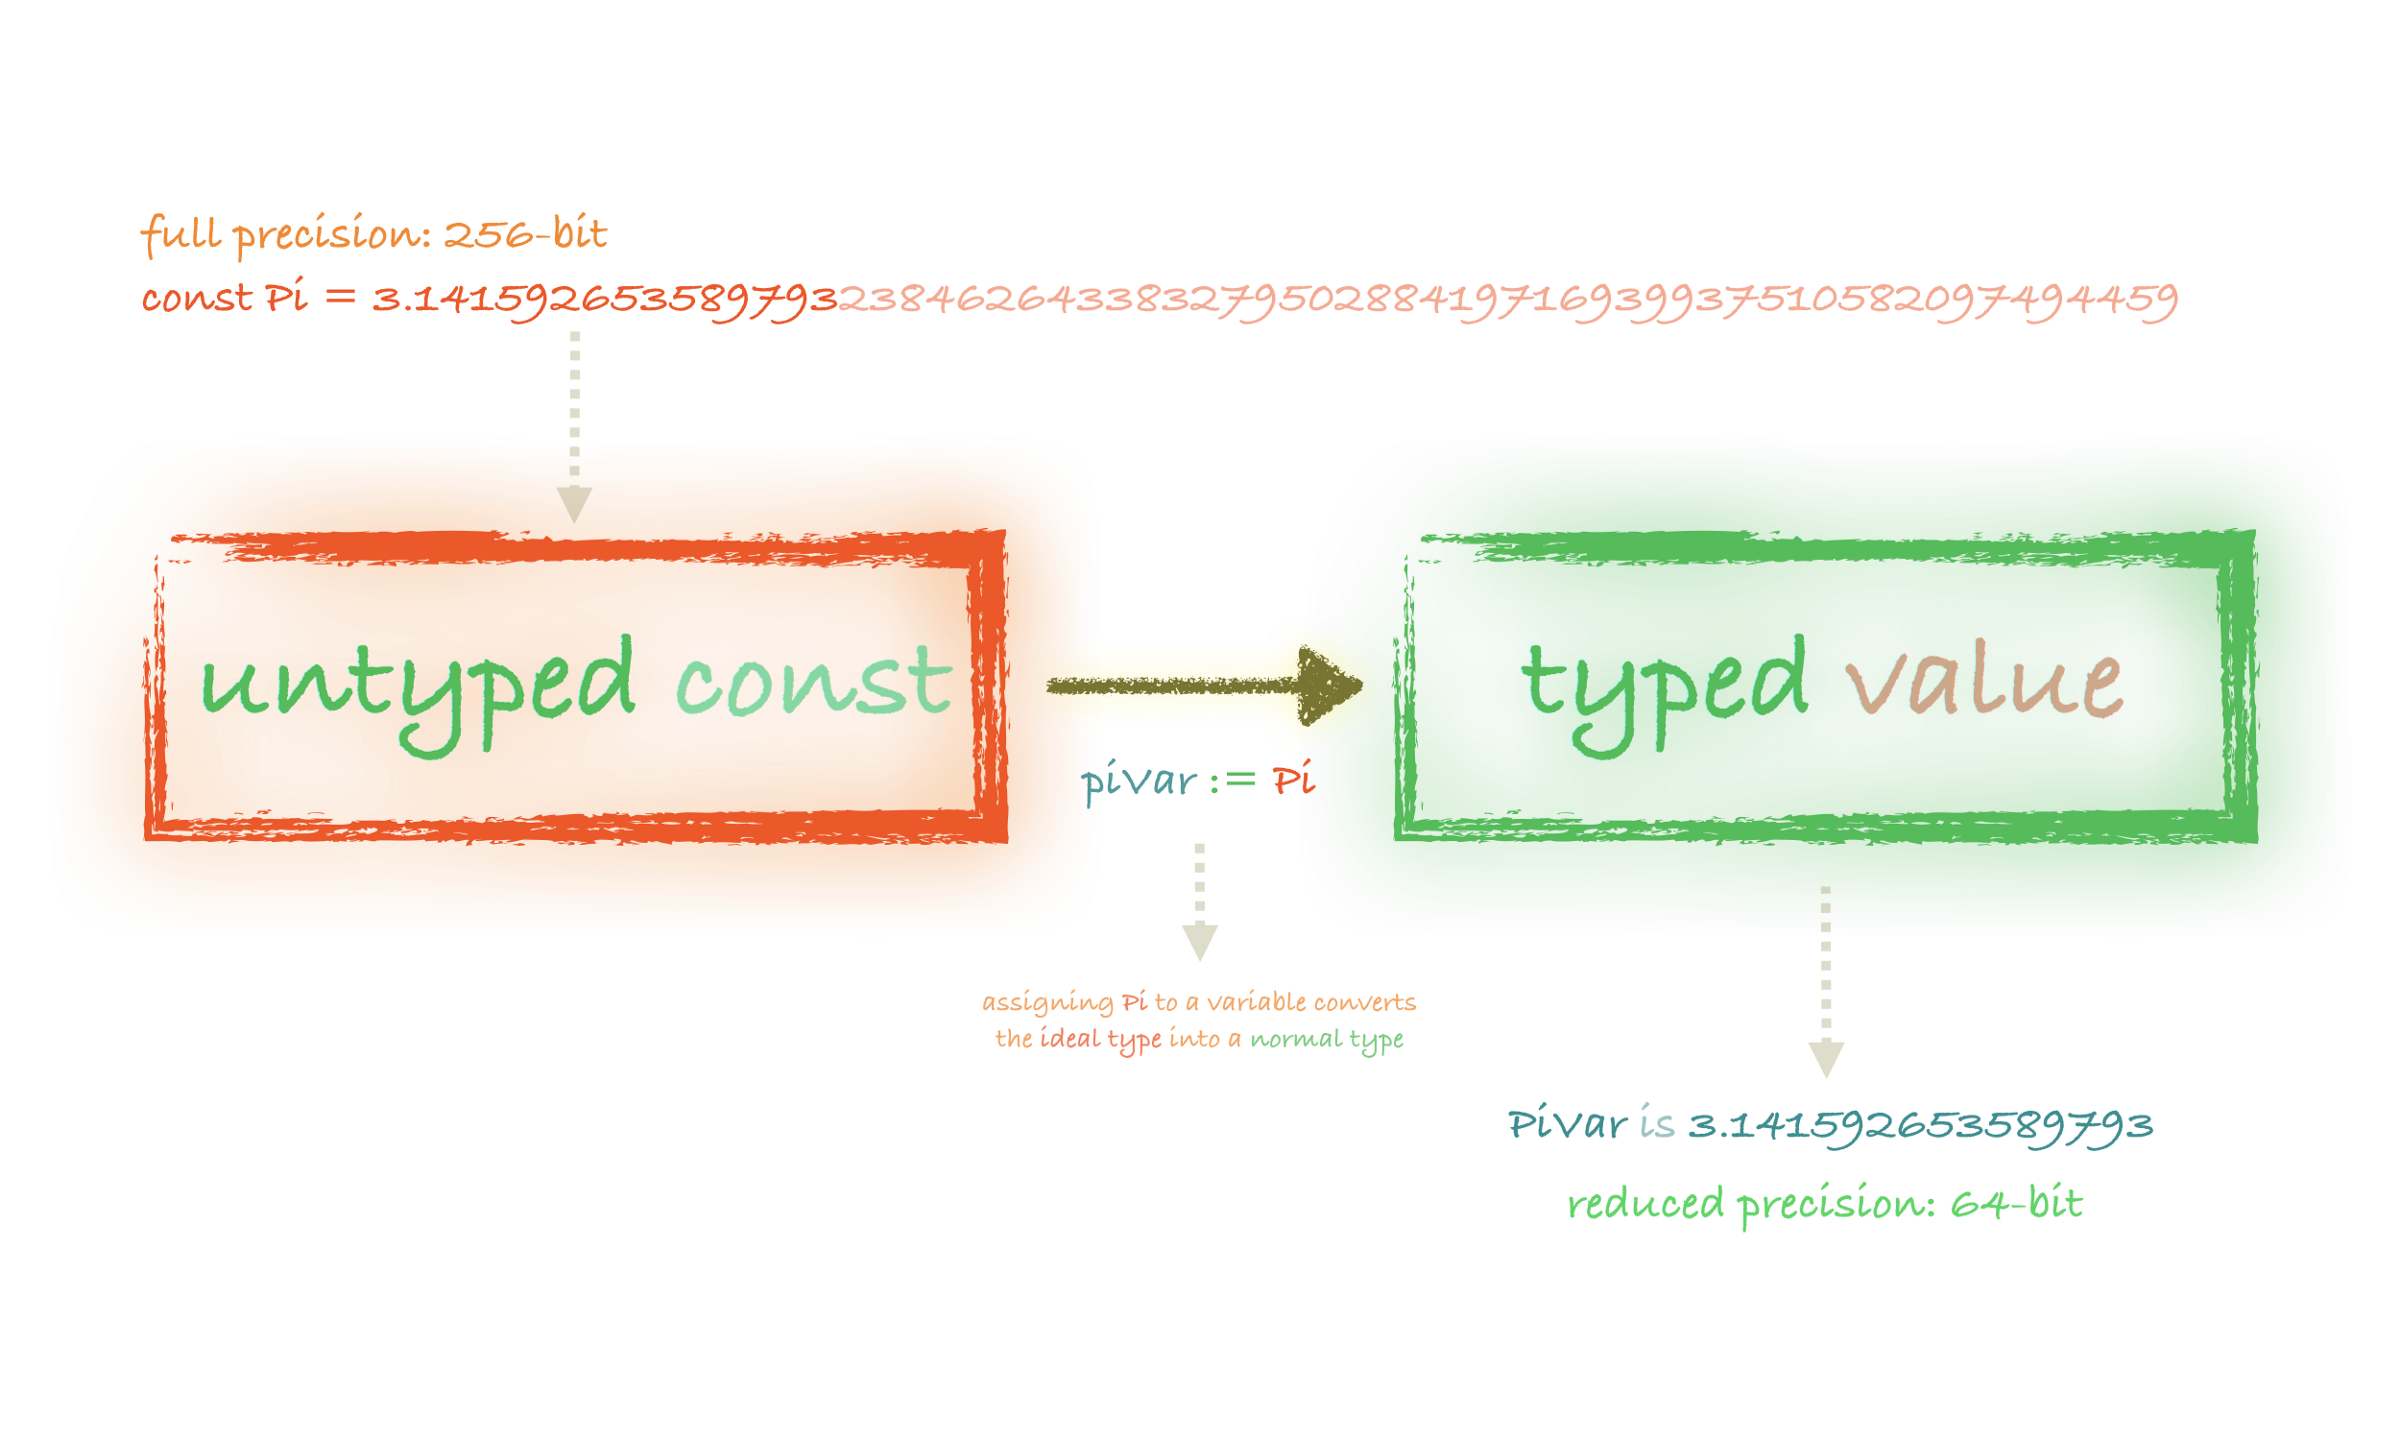 full precision: 256-bit
const Pi = 3.14159265358979323846264338327950288419716939937510582097494459
untyped const
typed value
pivar := Pi
assigning Pi to a variable converts
the ideal type into a normal type
Pivar is 3.141592653589793
reduced precision: 64-bit